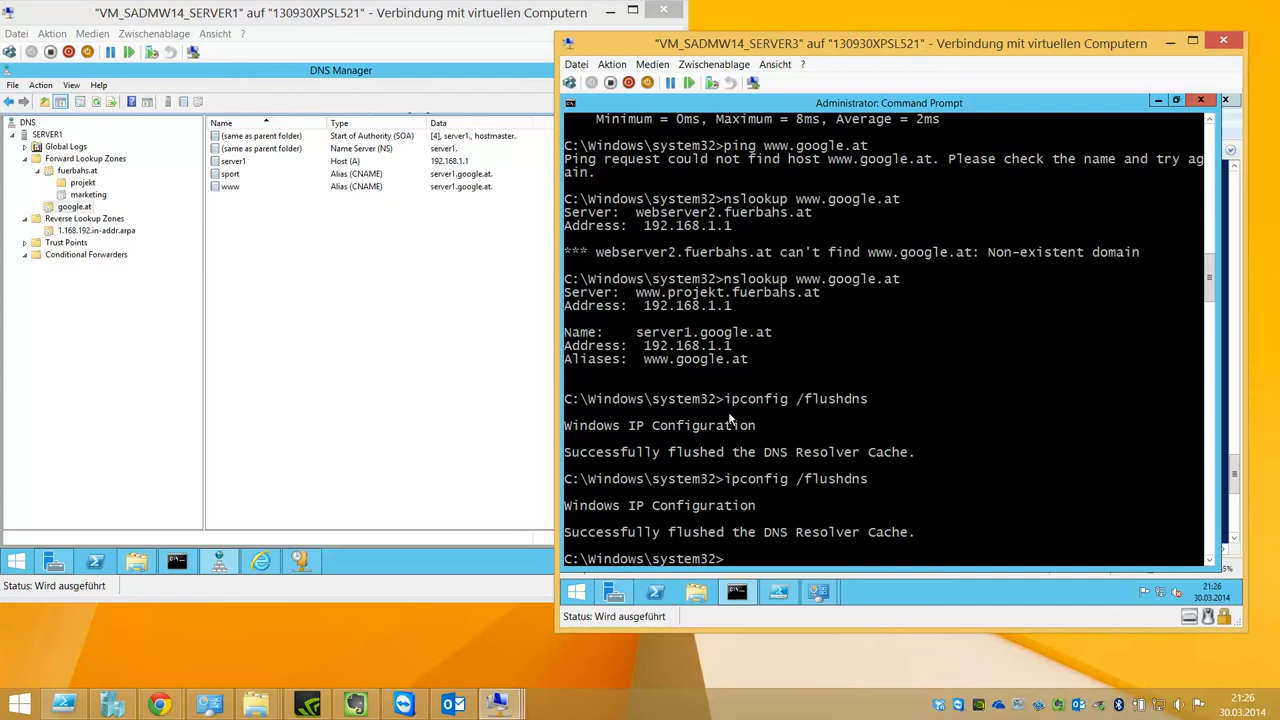 "VM_SADMW14_SERVER1" auf "130930XPSL521" - Verbindung mit virtuellen Computern
Datei Aktion Medien Zwischenablage Ansicht ?
DNS Manager
File Action View Help
DNS
SERVER1
Global Logs
Forward Lookup Zones
fuerbahs.at
projekt
marketing
google.at
Reverse Lookup Zones
1.168.192.in-addr.arpa
Trust Points
Conditional Forwarders
Name Type Data
(same as parent folder) Start of Authority (SOA) [4], server1., hostmaster.
(same as parent folder) Name Server (NS) server1.
server1 Host (A) 192.168.1.1
sport Alias (CNAME) server1.google.at.
www Alias (CNAME) server1.google.at.
Status: Wird ausgeführt
"VM_SADMW14_SERVER3" auf "130930XPSL521" - Verbindung mit virtuellen Computern
Datei Aktion Medien Zwischenablage Ansicht ?
Administrator: Command Prompt
Minimum = 0ms, Maximum = 8ms, Average = 2ms
C:\Windows\system32>ping www.google.at
Ping request could not find host www.google.at. Please check the name and try ag
ain.
C:\Windows\system32>nslookup www.google.at
Server: webserver2.fuerbahs.at
Address: 192.168.1.1
*** webserver2.fuerbahs.at can't find www.google.at: Non-existent domain
C:\Windows\system32>nslookup www.google.at
Server: www.projekt.fuerbahs.at
Address: 192.168.1.1
Name: server1.google.at
Address: 192.168.1.1
Aliases: www.google.at
C:\Windows\system32>ipconfig /flushdns
Windows IP Configuration
Successfully flushed the DNS Resolver Cache.
C:\Windows\system32>ipconfig /flushdns
Windows IP Configuration
Successfully flushed the DNS Resolver Cache.
C:\Windows\system32>
21:26
30.03.2014
Status: Wird ausgeführt
21:26
30.03.2014